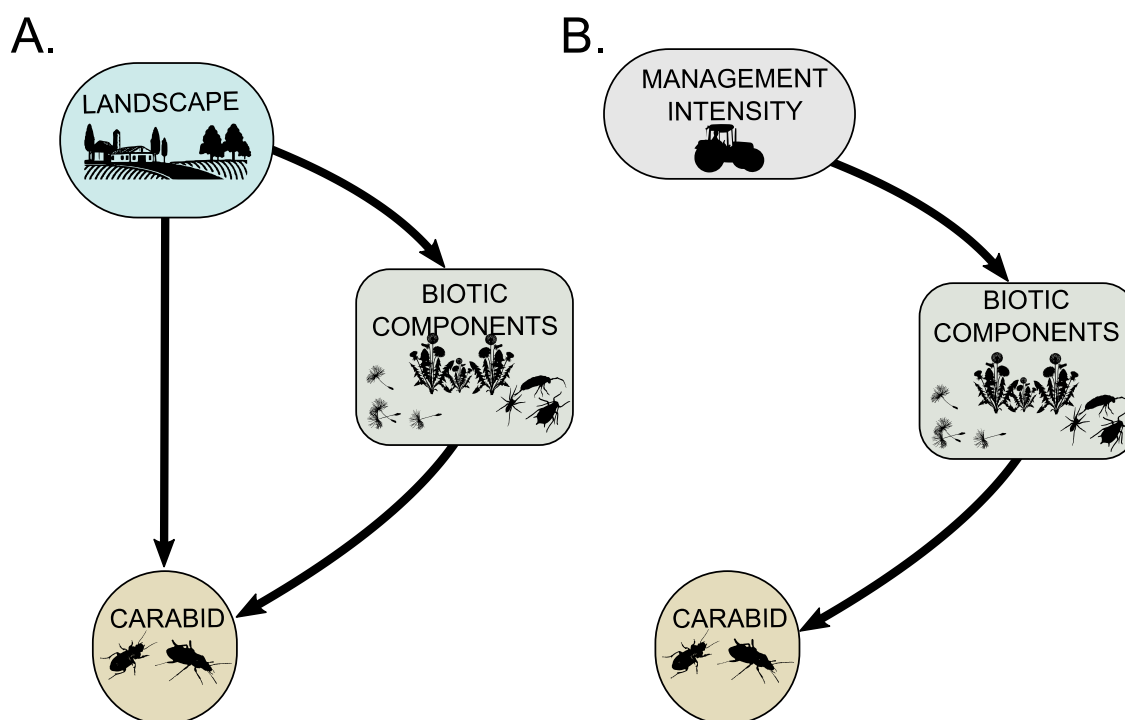 A.
LANDSCAPE
BIOTIC
COMPONENTS
CARABID
B.
MANAGEMENT
INTENSITY
BIOTIC
COMPONENTS
CARABID